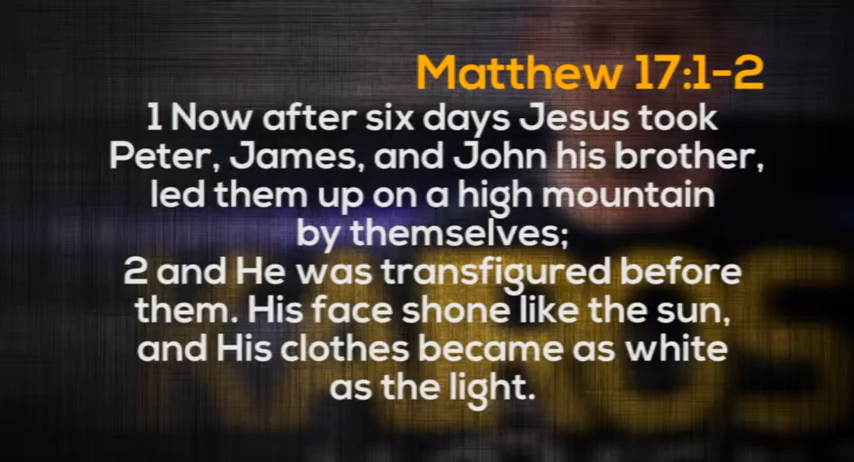 Matthew 17:1-2
1 Now after six days Jesus took
Peter, James, and John his brother,
led them up on a high mountain
by themselves;
2 and He was transfigured before
them. His face shone like the sun,
and His clothes became as white
as the light.